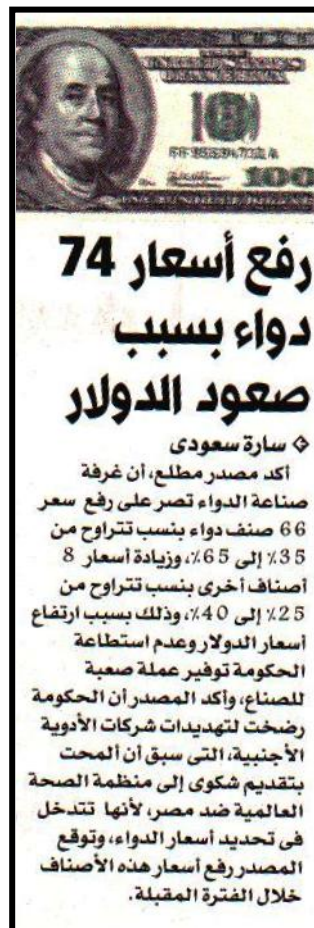 100
رفع أسعار 74
دواء بسبب
صعود الدولار
سارة سعودى
أكد مصدر مطلع، أن غرفة
صناعة الدواء تصر على رفع سعر
66 صنف دواء بنسب تتراوح من
35٪ إلى 65٪، وزيادة أسعار 8
أصناف أخرى بنسب تتراوح من
25٪ إلى 40٪، وذلك بسبب ارتفاع
أسعار الدولار وعدم استطاعة
الحكومة توفير عملة صعبة
للصناع، وأكد المصدر أن الحكومة
رضخت لتهديدات شركات الأدوية
الأجنبية، التى سبق أن ألمحت
بتقديم شكوى إلى منظمة الصحة
العالمية ضد مصر، لأنها تتدخل
فى تحديد أسعار الدواء، وتوقع
المصدر رفع أسعار هذه الأصناف
خلال الفترة المقبلة.